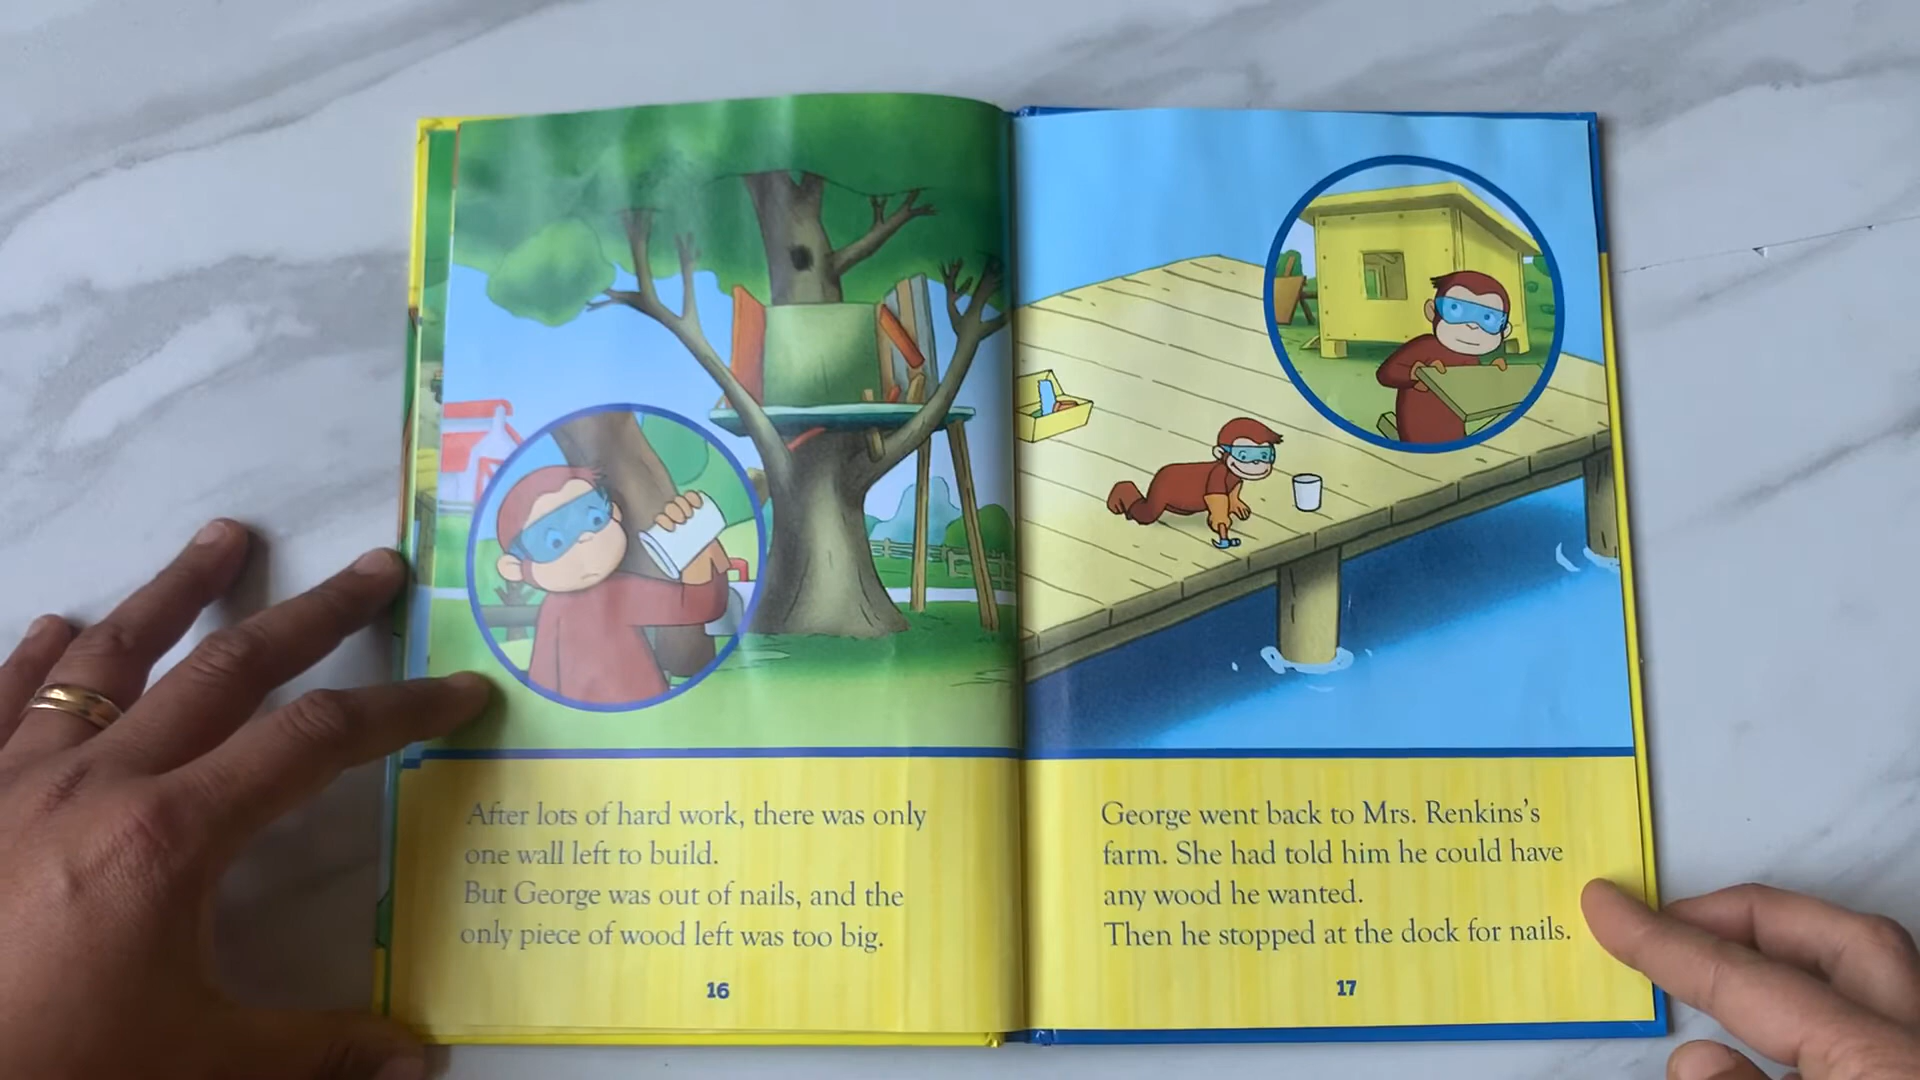 After lots of hard work, there was only
one wall left to build.
But George was out of nails, and the
only piece of wood left was too big.
16
George went back to Mrs. Renkins's
farm. She had told him he could have
any wood he wanted.
Then he stopped at the dock for nails.
17